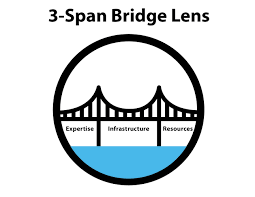 3-Span Bridge Lens
Expertise Infrastructure Resources